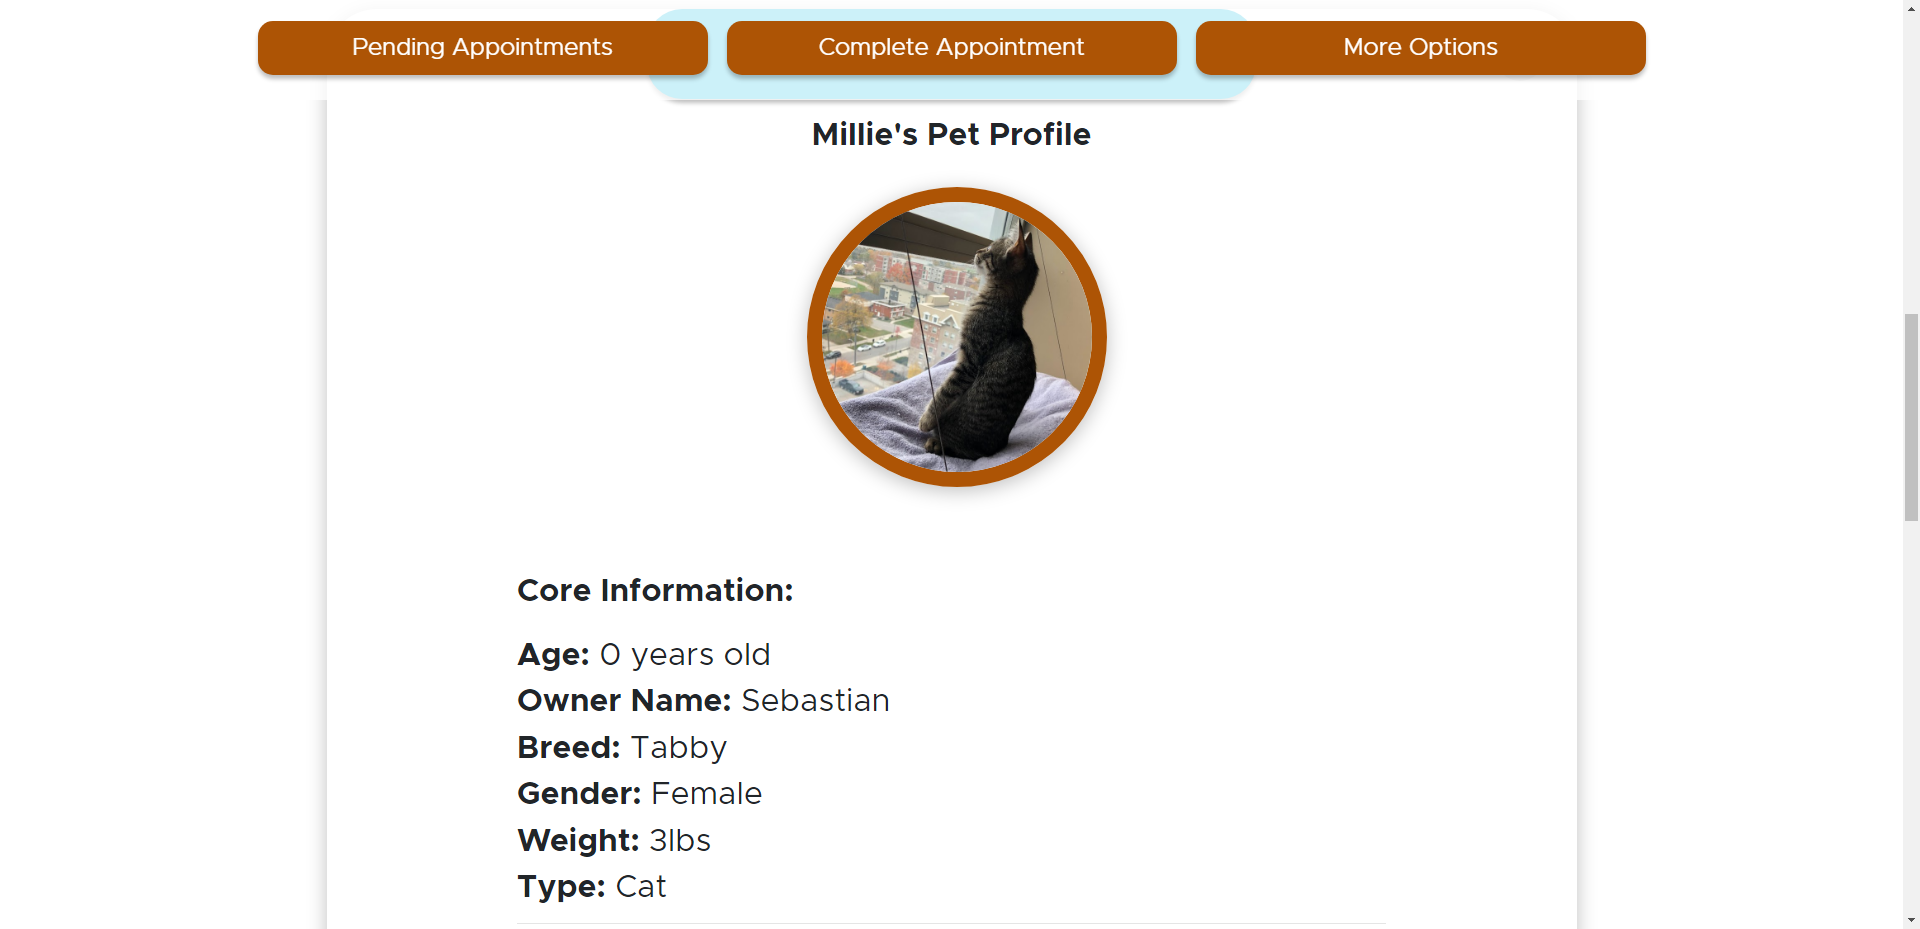 Pending Appointments
Complete Appointment
More Options
Millie's Pet Profile
Core Information:
Age: 0 years old
Owner Name: Sebastian
Breed: Tabby
Gender: Female
Weight: 3lbs
Type: Cat